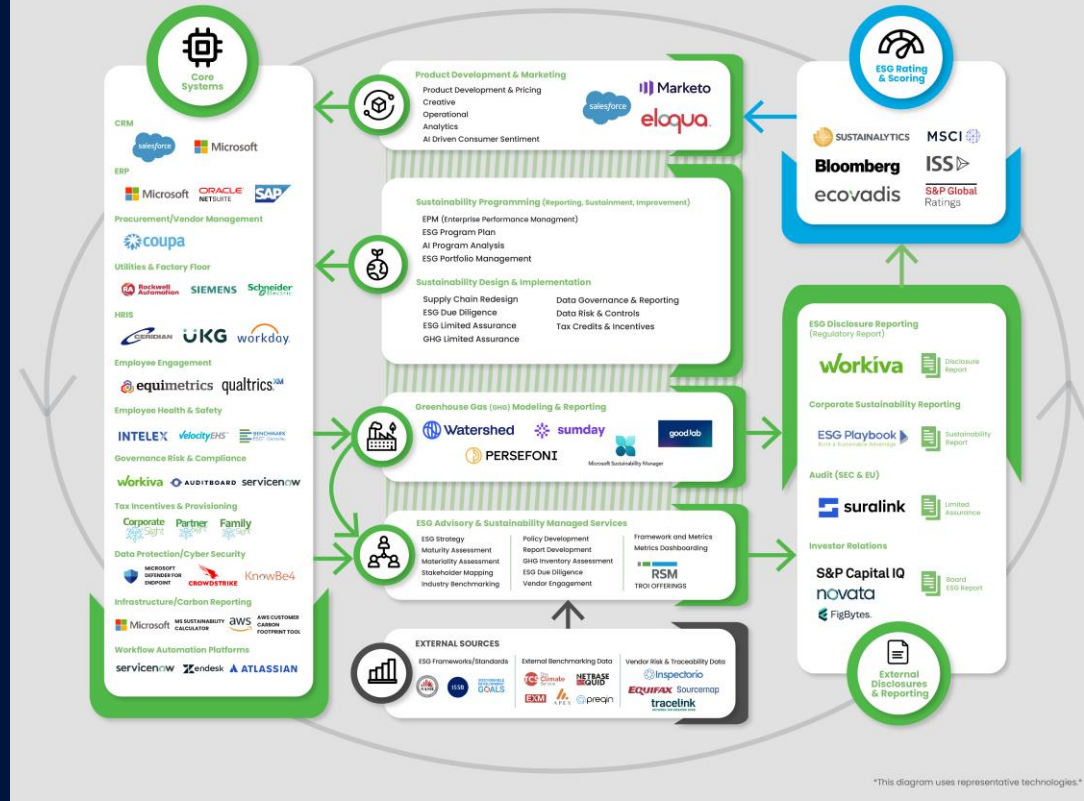 Core
Systems
CRM
salesforce
Microsoft
ERP
Microsoft
ORACLE
NETSUITE
SAP
Procurement/Vendor Management
coupa
Utilities & Factory Floor
Rockwell
Automation
SIEMENS
Schneider
Electric
HRIS
CERIDIAN
UKG
workday.
Employee Engagement
equimetrics
qualtrics.XM
Employee Health & Safety
INTELEX
VelocityEHS
BENCHMARK
Governance Risk & Compliance
workiva
AUDITBOARD
servicenow
Tax Incentives & Provisioning
Corporate
Sight
Partner
Sight
Family
Sight
Data Protection/Cyber Security
MICROSOFT
DEFENDER FOR
ENDPOINT
CROWDSTRIKE
KnowBe4
Infrastructure/Carbon Reporting
Microsoft
MS SUSTAINABILITY
CALCULATOR
aws
AWS CUSTOMER
CARBON
FOOTPRINT TOOL
Workflow Automation Platforms
servicenow
Zendesk
ATLASSIAN
Product Development & Marketing
Product Development & Pricing
Creative
Operational
Analytics
AI Driven Consumer Sentiment
salesforce
Marketo
eloqua.
Sustainability Programming (Reporting, Sustainment, Improvement)
EPM (Enterprise Performance Managment)
ESG Program Plan
AI Program Analysis
ESG Portfolio Management
Sustainability Design & Implementation
Supply Chain Redesign
ESG Due Diligence
ESG Limited Assurance
GHG Limited Assurance
Data Governance & Reporting
Data Risk & Controls
Tax Credits & Incentives
Greenhouse Gas (GHG) Modeling & Reporting
Watershed
sumday
good.lab
PERSEFONI
Microsoft Sustainability Manager
ESG Advisory & Sustainability Managed Services
ESG Strategy
Maturity Assessment
Materiality Assessment
Stakeholder Mapping
Industry Benchmarking
Policy Development
Report Development
GHG Inventory Assessment
ESG Due Diligence
Vendor Engagement
Framework and Metrics
Metrics Dashboarding
RSM
TROI OFFERINGS
EXTERNAL SOURCES
ESG Frameworks/Standards
ISSB
GOALS
External Benchmarking Data
Climate
NETBASE
QUID
EXM
APEX
preqin
Vendor Risk & Traceability Data
Inspectorio
EQUIFAX
Sourcemap
tracelink
ESG Rating
& Scoring
SUSTAINALYTICS
MSCI
Bloomberg
ISS
ecovadis
S&P Global
Ratings
ESG Disclosure Reporting
(Regulatory Report)
workiva
Disclosure
Report
Corporate Sustainability Reporting
ESG Playbook
Sustainability
Report
Audit (SEC & EU)
suralink
Limited
Assurance
Investor Relations
S&P Capital IQ
novata
FigBytes.
Board
ESG Report
External
Disclosures
& Reporting
*This diagram uses representative technologies.*